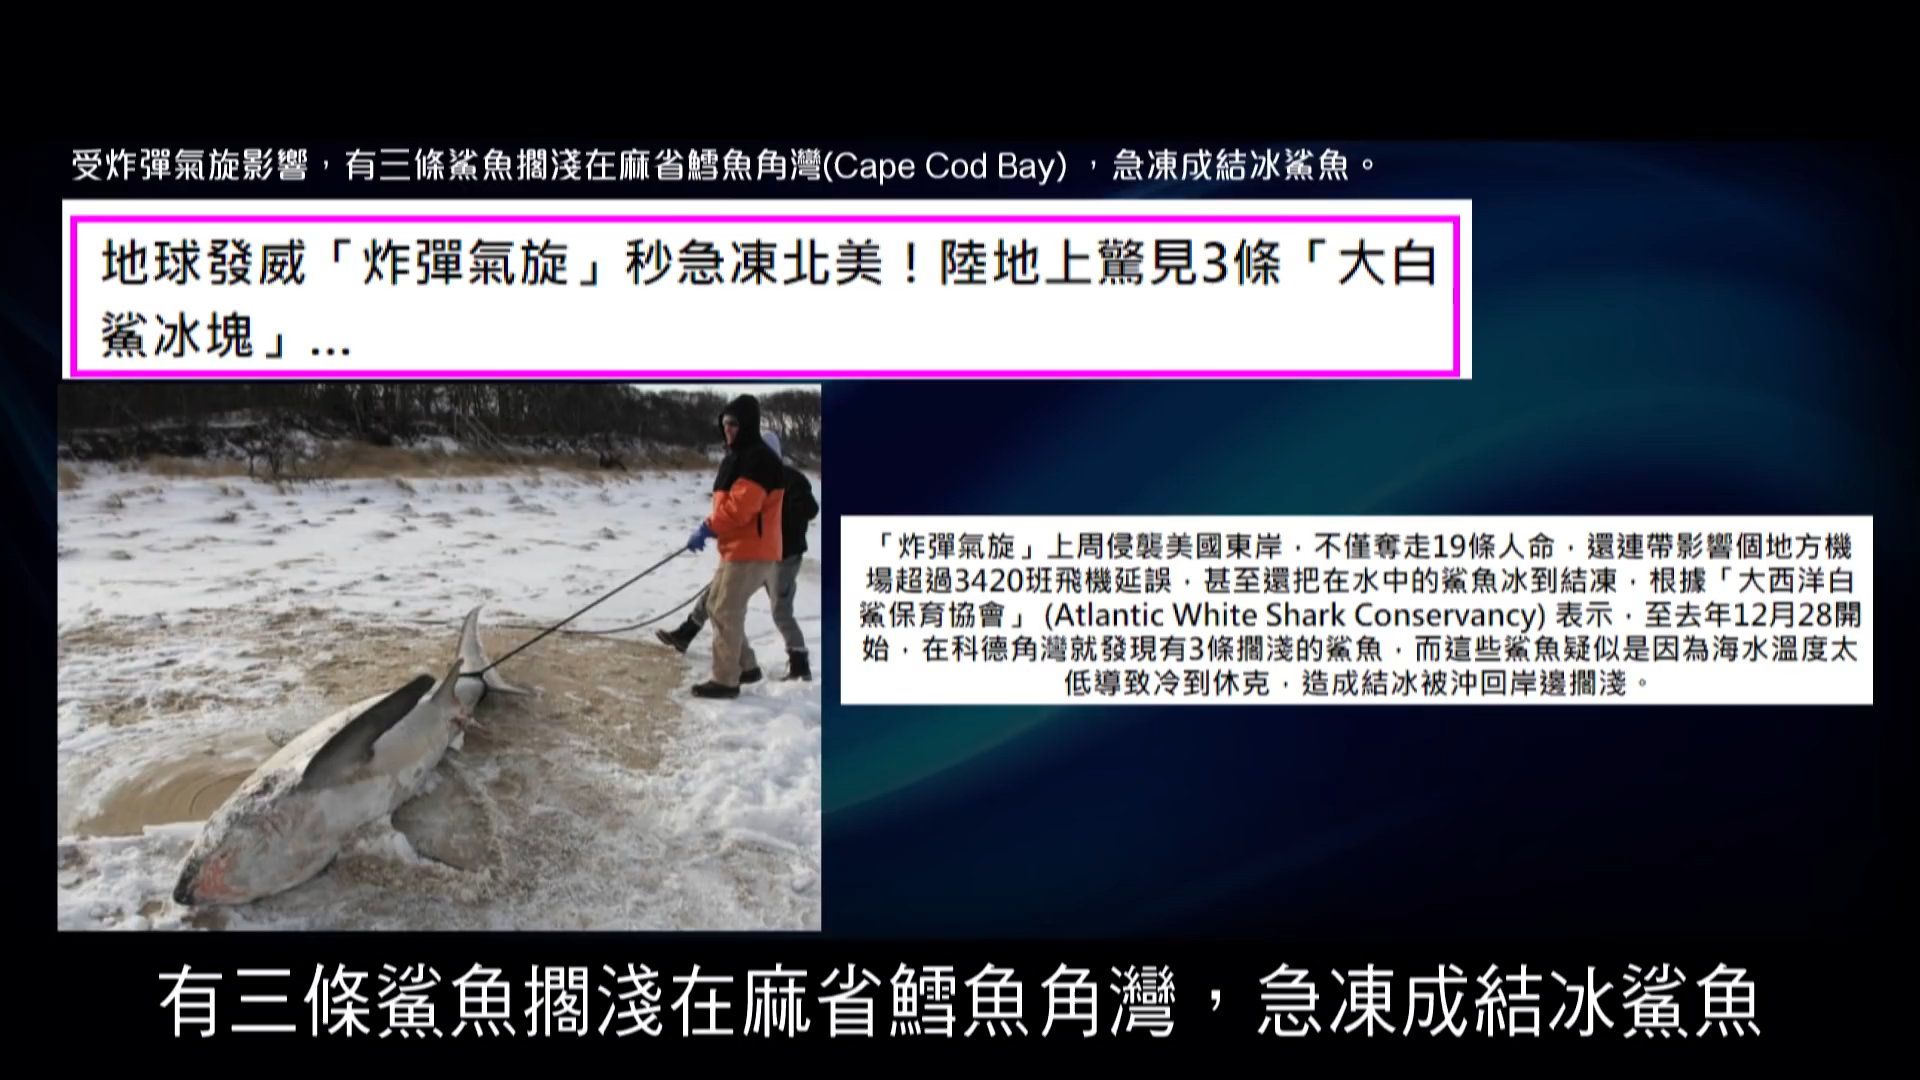 受炸彈氣旋影響，有三條鯊魚擱淺在麻省鱈魚角灣(Cape Cod Bay) ，急凍成結冰鯊魚。
地球發威「炸彈氣旋」秒急凍北美！陸地上驚見3條「大白
鯊冰塊」...
「炸彈氣旋」上周侵襲美國東岸，不僅奪走19條人命，還連帶影響個地方機
場超過3420班飛機延誤，甚至還把在水中的鯊魚冰到結凍，根據「大西洋白
鯊保育協會」 (Atlantic White Shark Conservancy) 表示，至去年12月28開
始，在科德角灣就發現有3條擱淺的鯊魚，而這些鯊魚疑似是因為海水溫度太
低導致冷到休克，造成結冰被沖回岸邊擱淺。
有三條鯊魚擱淺在麻省鱈魚角灣，急凍成結冰鯊魚